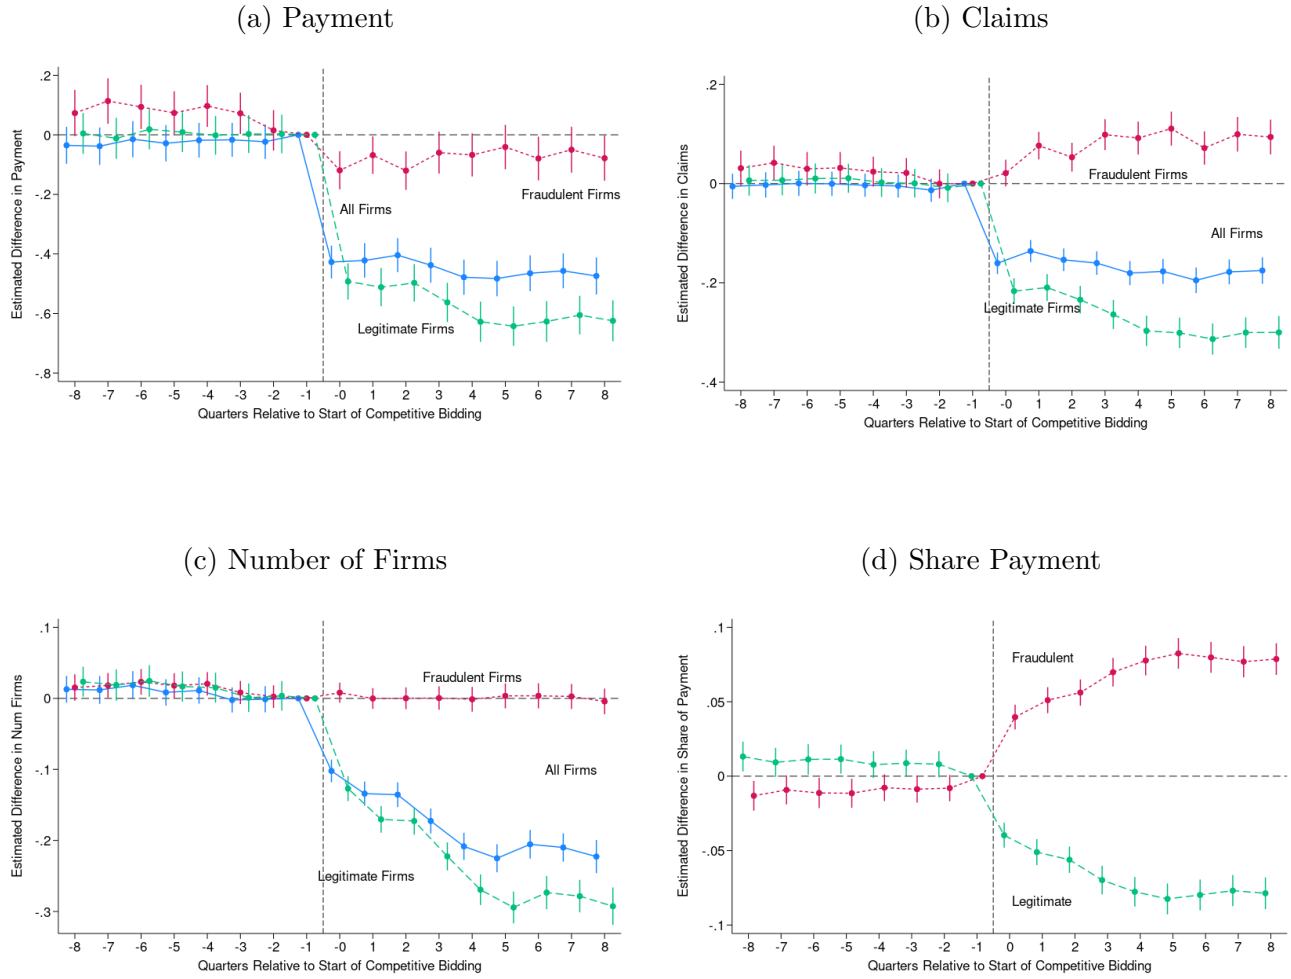 (a) Payment
Estimated Difference in Payment
.2
0
-.2
-.4
-.6
-.8
Fraudulent Firms
All Firms
Legitimate Firms
-8 -7 -6 -5 -4 -3 -2 -1 -0 1 2 3 4 5 6 7 8
Quarters Relative to Start of Competitive Bidding
(b) Claims
Estimated Difference in Claims
.2
0
-.2
-.4
Fraudulent Firms
All Firms
Legitimate Firms
-8 -7 -6 -5 -4 -3 -2 -1 -0 1 2 3 4 5 6 7 8
Quarters Relative to Start of Competitive Bidding
(c) Number of Firms
Estimated Difference in Num Firms
.1
0
-.1
-.2
-.3
Fraudulent Firms
All Firms
Legitimate Firms
-8 -7 -6 -5 -4 -3 -2 -1 -0 1 2 3 4 5 6 7 8
Quarters Relative to Start of Competitive Bidding
(d) Share Payment
Estimated Difference in Share of Payment
.1
.05
0
-.05
-.1
Fraudulent
Legitimate
-8 -7 -6 -5 -4 -3 -2 -1 0 1 2 3 4 5 6 7 8
Quarters Relative to Start of Competitive Bidding